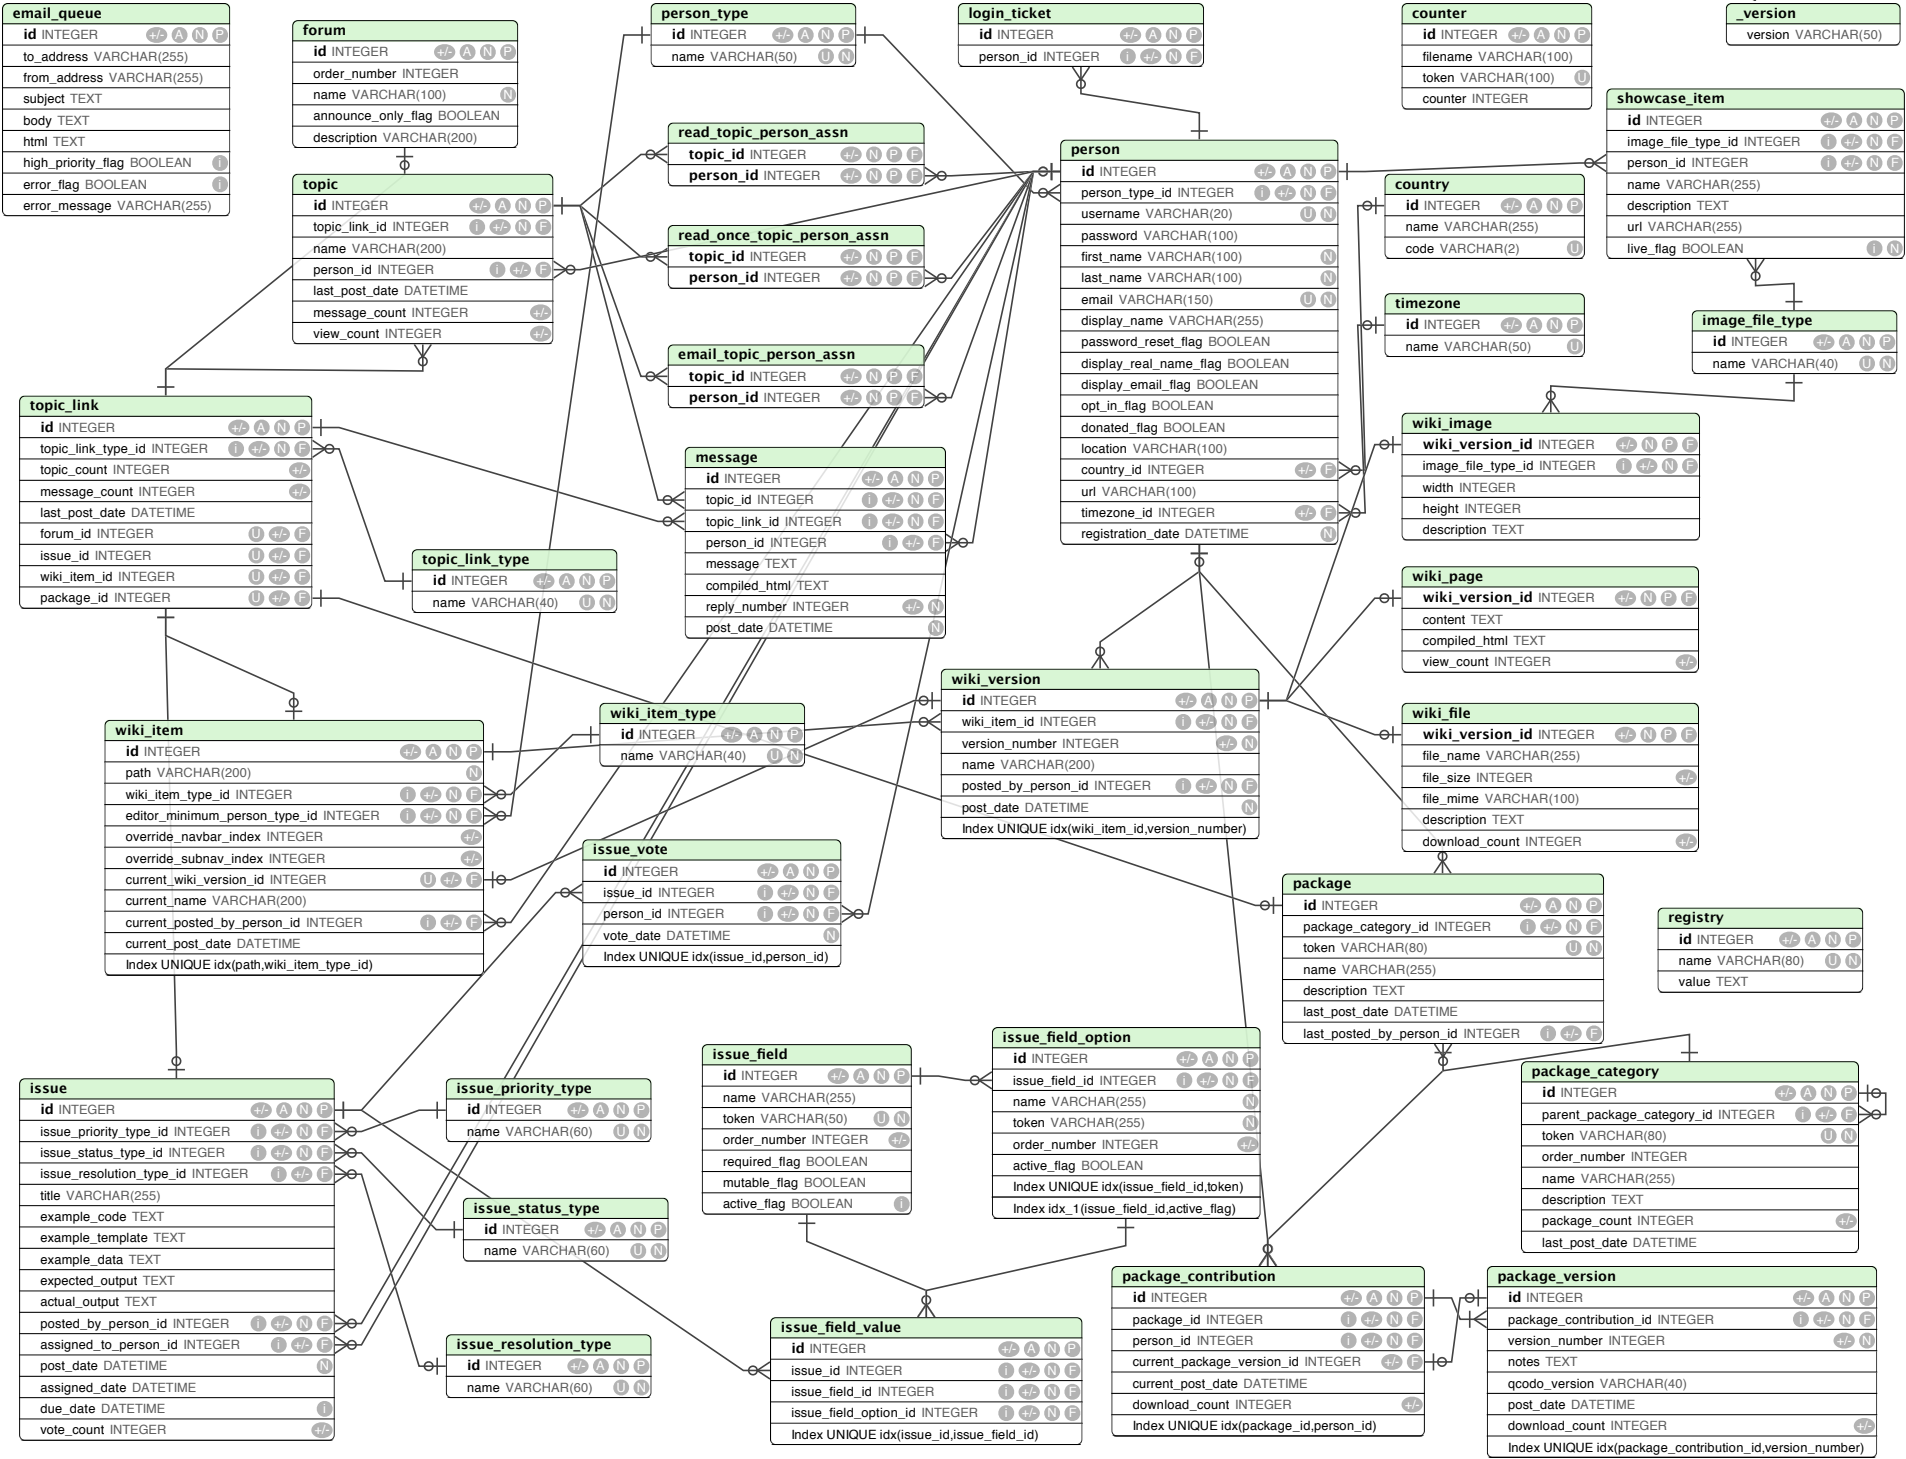 email_queue
id INTEGER +/- A N P
to_address VARCHAR(255)
from_address VARCHAR(255)
subject TEXT
body TEXT
html TEXT
high_priority_flag BOOLEAN i
error_flag BOOLEAN i
error_message VARCHAR(255)
forum
id INTEGER +/- A N P
order_number INTEGER
name VARCHAR(100) N
announce_only_flag BOOLEAN
description VARCHAR(200)
person_type
id INTEGER +/- A N P
name VARCHAR(50) U N
login_ticket
id INTEGER +/- A N P
person_id INTEGER i +/- N F
counter
id INTEGER +/- A N P
filename VARCHAR(100)
token VARCHAR(100) U
counter INTEGER
_version
version VARCHAR(50)
showcase_item
id INTEGER +/- A N P
image_file_type_id INTEGER i +/- N F
person_id INTEGER i +/- N F
name VARCHAR(255)
description TEXT
url VARCHAR(255)
live_flag BOOLEAN i N
read_topic_person_assn
topic_id INTEGER +/- N P F
person_id INTEGER +/- N P F
person
id INTEGER +/- A N P
person_type_id INTEGER i +/- N F
username VARCHAR(20) U N
password VARCHAR(100)
first_name VARCHAR(100) N
last_name VARCHAR(100) N
email VARCHAR(150) U N
display_name VARCHAR(255)
password_reset_flag BOOLEAN
display_real_name_flag BOOLEAN
display_email_flag BOOLEAN
opt_in_flag BOOLEAN
donated_flag BOOLEAN
location VARCHAR(100)
country_id INTEGER +/- F
url VARCHAR(100)
timezone_id INTEGER +/- F
registration_date DATETIME N
topic
id INTEGER +/- A N P
topic_link_id INTEGER i +/- N F
name VARCHAR(200)
person_id INTEGER i +/- F
last_post_date DATETIME
message_count INTEGER +/-
view_count INTEGER +/-
country
id INTEGER +/- A N P
name VARCHAR(255)
code VARCHAR(2) U
read_once_topic_person_assn
topic_id INTEGER +/- N P F
person_id INTEGER +/- N P F
timezone
id INTEGER +/- A N P
name VARCHAR(50) U
image_file_type
id INTEGER +/- A N P
name VARCHAR(40) U N
email_topic_person_assn
topic_id INTEGER +/- N P F
person_id INTEGER +/- N P F
topic_link
id INTEGER +/- A N P
topic_link_type_id INTEGER i +/- N F
topic_count INTEGER +/-
message_count INTEGER +/-
last_post_date DATETIME
forum_id INTEGER U +/- F
issue_id INTEGER U +/- F
wiki_item_id INTEGER U +/- F
package_id INTEGER U +/- F
wiki_image
wiki_version_id INTEGER +/- N P F
image_file_type_id INTEGER i +/- N F
width INTEGER
height INTEGER
description TEXT
message
id INTEGER +/- A N P
topic_id INTEGER i +/- N F
topic_link_id INTEGER i +/- N F
person_id INTEGER i +/- F
message TEXT
compiled_html TEXT
reply_number INTEGER +/- N
post_date DATETIME N
topic_link_type
id INTEGER +/- A N P
name VARCHAR(40) U N
wiki_page
wiki_version_id INTEGER +/- N P F
content TEXT
compiled_html TEXT
view_count INTEGER +/-
wiki_version
id INTEGER +/- A N P
wiki_item_id INTEGER i +/- N F
version_number INTEGER +/- N
name VARCHAR(200)
posted_by_person_id INTEGER i +/- N F
post_date DATETIME N
Index UNIQUE idx(wiki_item_id,version_number)
wiki_item_type
id INTEGER +/- A N P
name VARCHAR(40) U N
wiki_file
wiki_version_id INTEGER +/- N P F
file_name VARCHAR(255)
file_size INTEGER +/-
file_mime VARCHAR(100)
description TEXT
download_count INTEGER +/-
wiki_item
id INTEGER +/- A N P
path VARCHAR(200) N
wiki_item_type_id INTEGER i +/- N F
editor_minimum_person_type_id INTEGER i +/- N F
override_navbar_index INTEGER +/-
override_subnav_index INTEGER +/-
current_wiki_version_id INTEGER U +/- F
current_name VARCHAR(200)
current_posted_by_person_id INTEGER i +/- F
current_post_date DATETIME
Index UNIQUE idx(path,wiki_item_type_id)
issue_vote
id INTEGER +/- A N P
issue_id INTEGER i +/- N F
person_id INTEGER i +/- N F
vote_date DATETIME N
Index UNIQUE idx(issue_id,person_id)
package
id INTEGER +/- A N P
package_category_id INTEGER i +/- N F
token VARCHAR(80) U N
name VARCHAR(255)
description TEXT
last_post_date DATETIME
last_posted_by_person_id INTEGER i +/- F
registry
id INTEGER +/- A N P
name VARCHAR(80) U N
value TEXT
issue_field_option
id INTEGER +/- A N P
issue_field_id INTEGER i +/- N F
name VARCHAR(255) N
token VARCHAR(255) N
order_number INTEGER +/-
active_flag BOOLEAN
Index UNIQUE idx(issue_field_id,token)
Index idx_1(issue_field_id,active_flag)
issue_field
id INTEGER +/- A N P
name VARCHAR(255)
token VARCHAR(50) U N
order_number INTEGER +/-
required_flag BOOLEAN
mutable_flag BOOLEAN
active_flag BOOLEAN i
package_category
id INTEGER +/- A N P
parent_package_category_id INTEGER i +/- F
token VARCHAR(80) U N
order_number INTEGER
name VARCHAR(255)
description TEXT
package_count INTEGER +/-
last_post_date DATETIME
issue
id INTEGER +/- A N P
issue_priority_type_id INTEGER i +/- N F
issue_status_type_id INTEGER i +/- N F
issue_resolution_type_id INTEGER i +/- F
title VARCHAR(255)
example_code TEXT
example_template TEXT
example_data TEXT
expected_output TEXT
actual_output TEXT
posted_by_person_id INTEGER i +/- N F
assigned_to_person_id INTEGER i +/- F
post_date DATETIME N
assigned_date DATETIME
due_date DATETIME i
vote_count INTEGER +/-
issue_priority_type
id INTEGER +/- A N P
name VARCHAR(60) U N
issue_status_type
id INTEGER +/- A N P
name VARCHAR(60) U N
issue_resolution_type
id INTEGER +/- A N P
name VARCHAR(60) U N
issue_field_value
id INTEGER +/- A N P
issue_id INTEGER i +/- N F
issue_field_id INTEGER i +/- N F
issue_field_option_id INTEGER i +/- N F
Index UNIQUE idx(issue_id,issue_field_id)
package_contribution
id INTEGER +/- A N P
package_id INTEGER i +/- N F
person_id INTEGER i +/- N F
current_package_version_id INTEGER +/- F
current_post_date DATETIME
download_count INTEGER +/-
Index UNIQUE idx(package_id,person_id)
package_version
id INTEGER +/- A N P
package_contribution_id INTEGER i +/- N F
version_number INTEGER +/- N
notes TEXT
qcodo_version VARCHAR(40)
post_date DATETIME
download_count INTEGER +/-
Index UNIQUE idx(package_contribution_id,version_number)